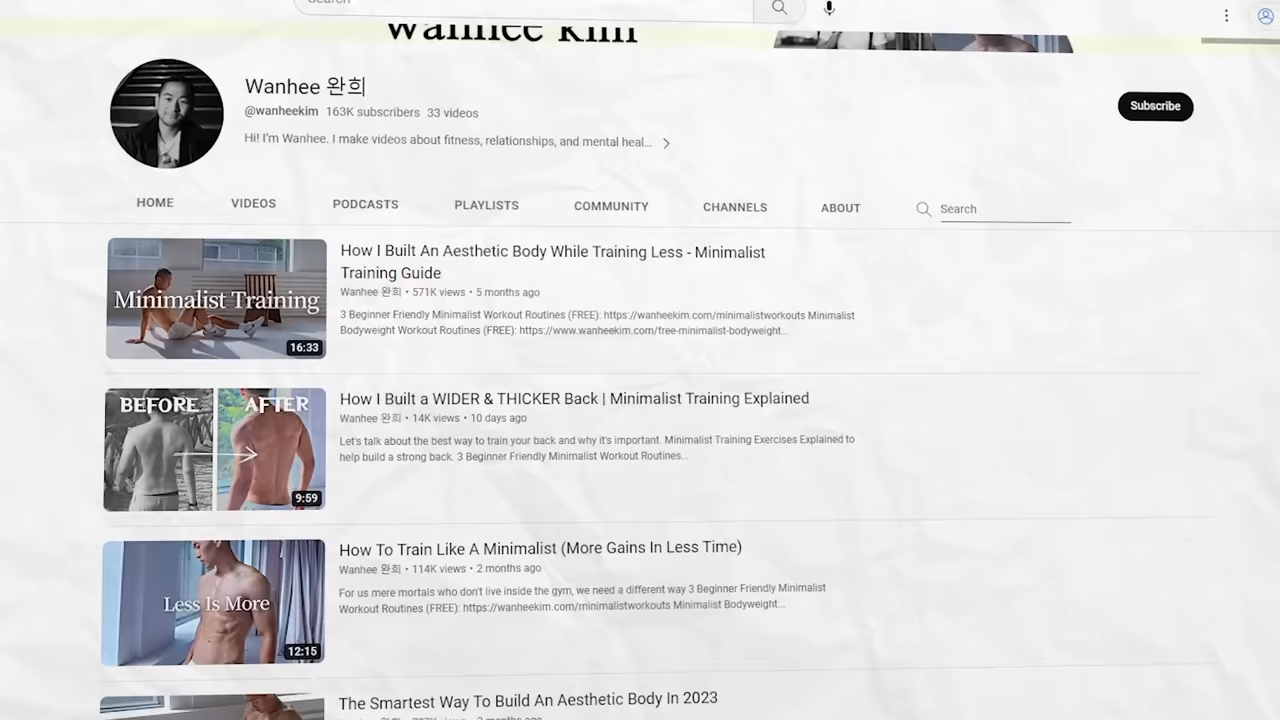 Search
Wanhee Kim
Wanhee 완희
@wanheekim 163K subscribers 33 videos
Hi! I'm Wanhee. I make videos about fitness, relationships, and mental heal...
Subscribe
HOME VIDEOS PODCASTS PLAYLISTS COMMUNITY CHANNELS ABOUT Search
Minimalist Training
16:33
How I Built An Aesthetic Body While Training Less - Minimalist
Training Guide
Wanhee 완희 • 571K views • 5 months ago
3 Beginner Friendly Minimalist Workout Routines (FREE): https://wanheekim.com/minimalistworkouts Minimalist
Bodyweight Workout Routines (FREE): https://www.wanheekim.com/free-minimalist-bodyweight...
BEFORE AFTER
9:59
How I Built a WIDER & THICKER Back | Minimalist Training Explained
Wanhee 완희 • 14K views • 10 days ago
Let's talk about the best way to train your back and why it's important. Minimalist Training Exercises Explained to
help build a strong back. 3 Beginner Friendly Minimalist Workout Routines...
Less Is More
12:15
How To Train Like A Minimalist (More Gains In Less Time)
Wanhee 완희 • 114K views • 2 months ago
For us mere mortals who don't live inside the gym, we need a different way 3 Beginner Friendly Minimalist
Workout Routines (FREE): https://wanheekim.com/minimalistworkouts Minimalist Bodyweight...
The Smartest Way To Build An Aesthetic Body In 2023